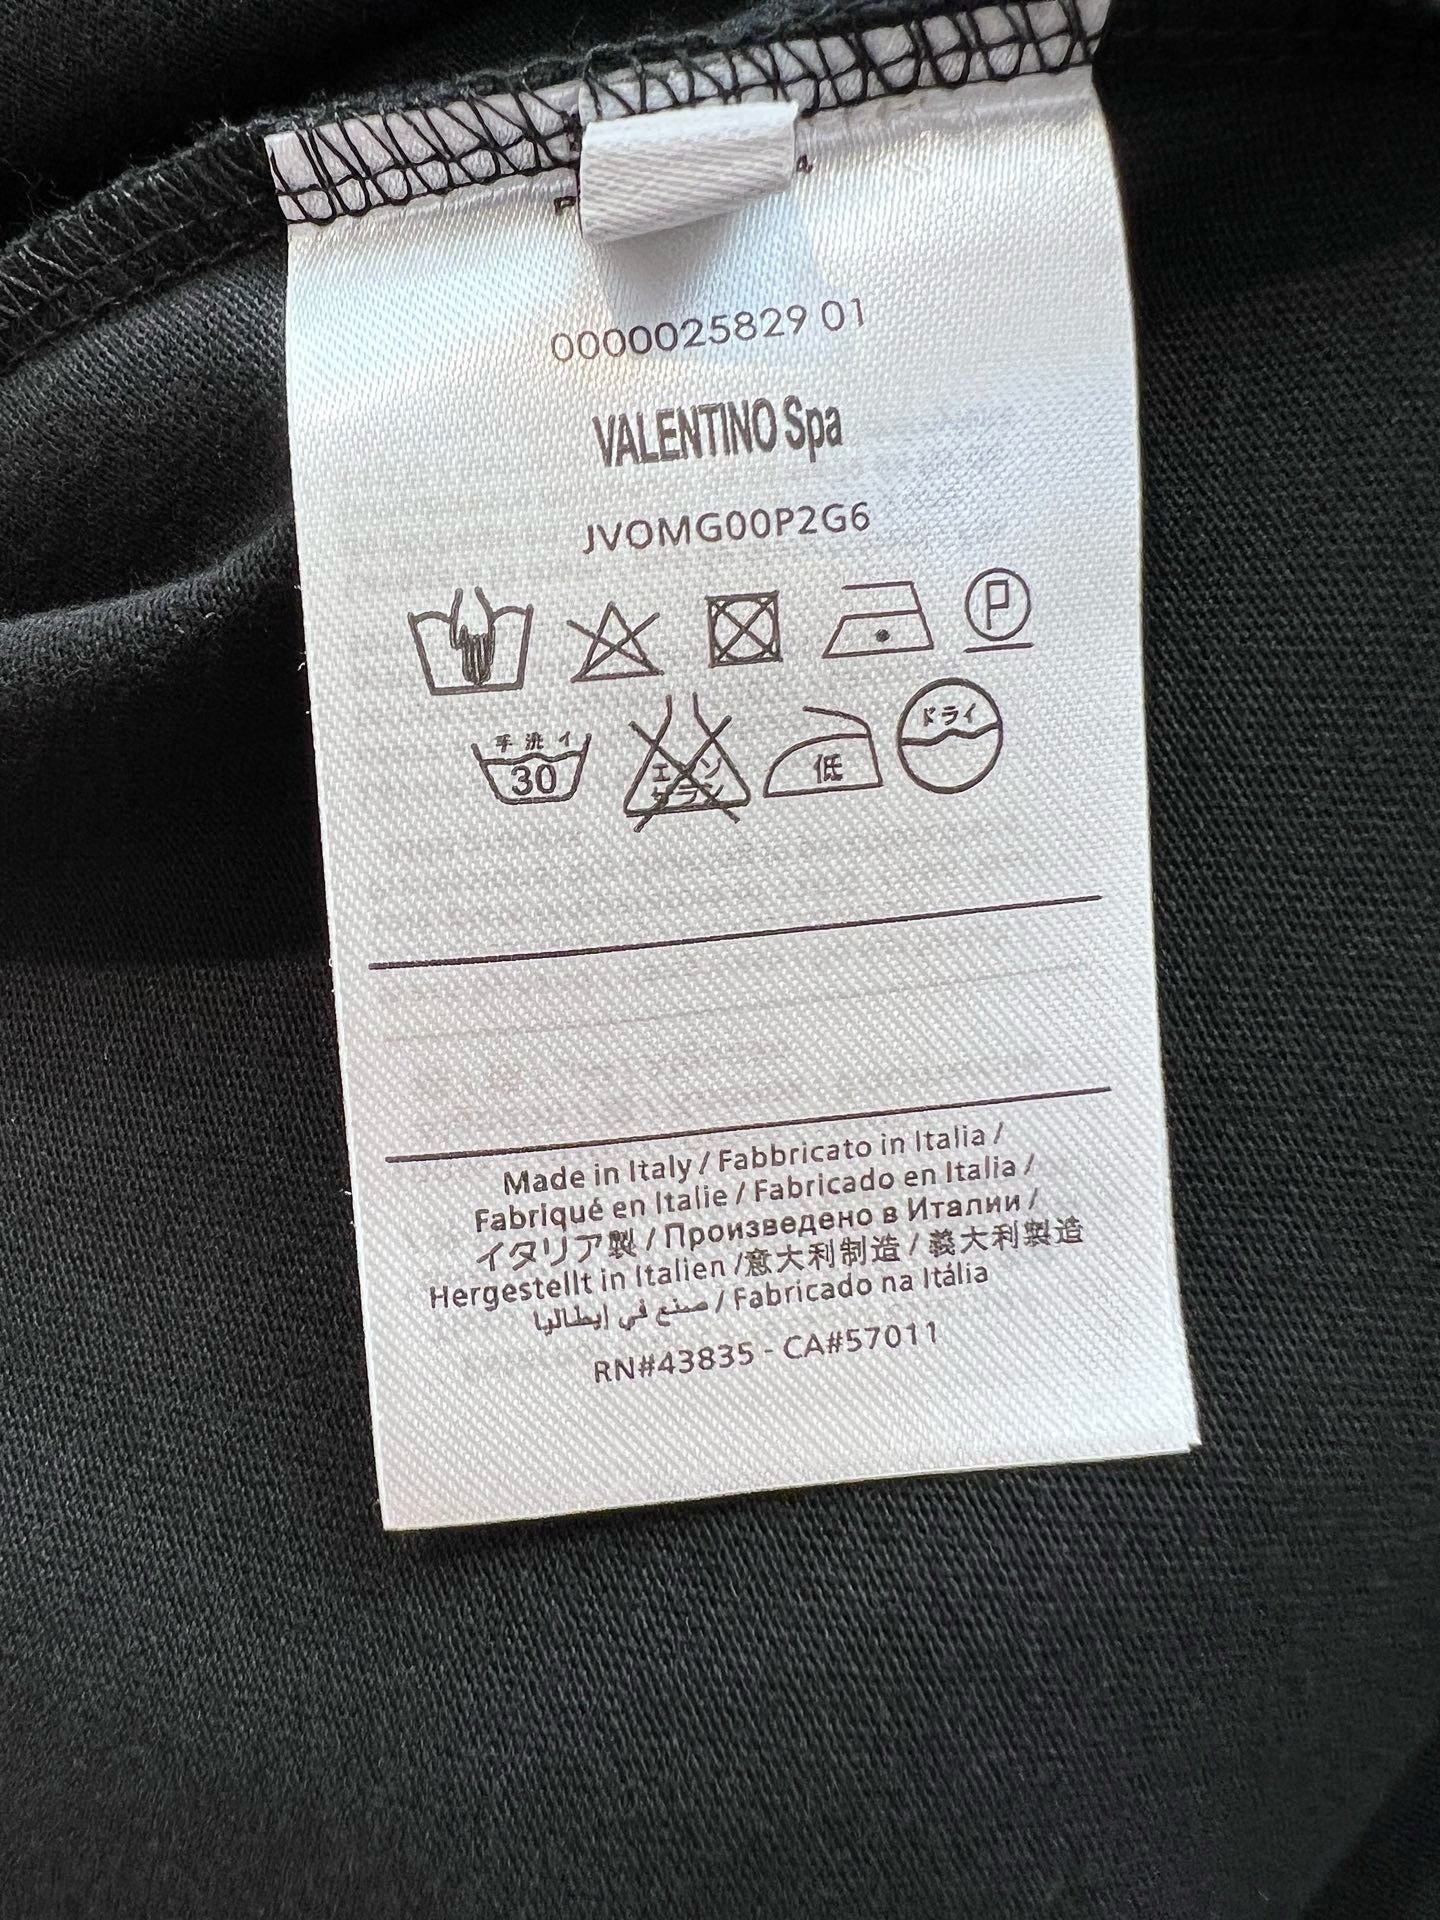 0000025829 01
VALENTINO Spa
JVOMG00P2G6
P
手 洗 イ
30
エンソ
サラン
低
ドライ
Made in Italy / Fabbricato in Italia /
Fabriqué en Italie / Fabricado en Italia /
イタリア製 / Произведено в Италии /
Hergestellt in Italien /意大利制造 / 義大利製造
صنع في إيطاليا / Fabricado na Itália
RN#43835 - CA#57011